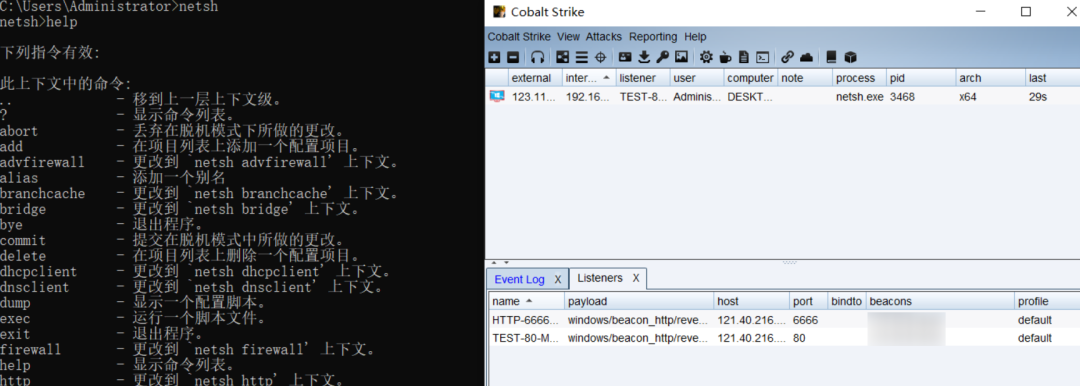 C:\Users\Administrator>netsh
netsh>help
下列指令有效:
此上下文中的命令:
.. - 移到上一层上下文级。
? - 显示命令列表。
abort - 丢弃在脱机模式下所做的更改。
add - 在项目列表上添加一个配置项目。
advfirewall - 更改到 `netsh advfirewall' 上下文。
alias - 添加一个别名
branchcache - 更改到 `netsh branchcache' 上下文。
bridge - 更改到 `netsh bridge' 上下文。
bye - 退出程序。
commit - 提交在脱机模式中所做的更改。
delete - 在项目列表上删除一个配置项目。
dhcpclient - 更改到 `netsh dhcpclient' 上下文。
dnsclient - 更改到 `netsh dnsclient' 上下文。
dump - 显示一个配置脚本。
exec - 运行一个脚本文件。
exit - 退出程序。
firewall - 更改到 `netsh firewall' 上下文。
help - 显示命令列表。
http - 更改到 `netsh http' 上下文。
Cobalt Strike
Cobalt Strike View Attacks Reporting Help
external inter... listener user computer note process pid arch last
123.11... 192.16... TEST-8... Adminis... DESKT... netsh.exe 3468 x64 29s
Event Log X Listeners X
name payload host port bindto beacons profile
HTTP-6666... windows/beacon_http/reve... 121.40.216.... 6666 default
TEST-80-M... windows/beacon_http/reve... 121.40.216.... 80 default